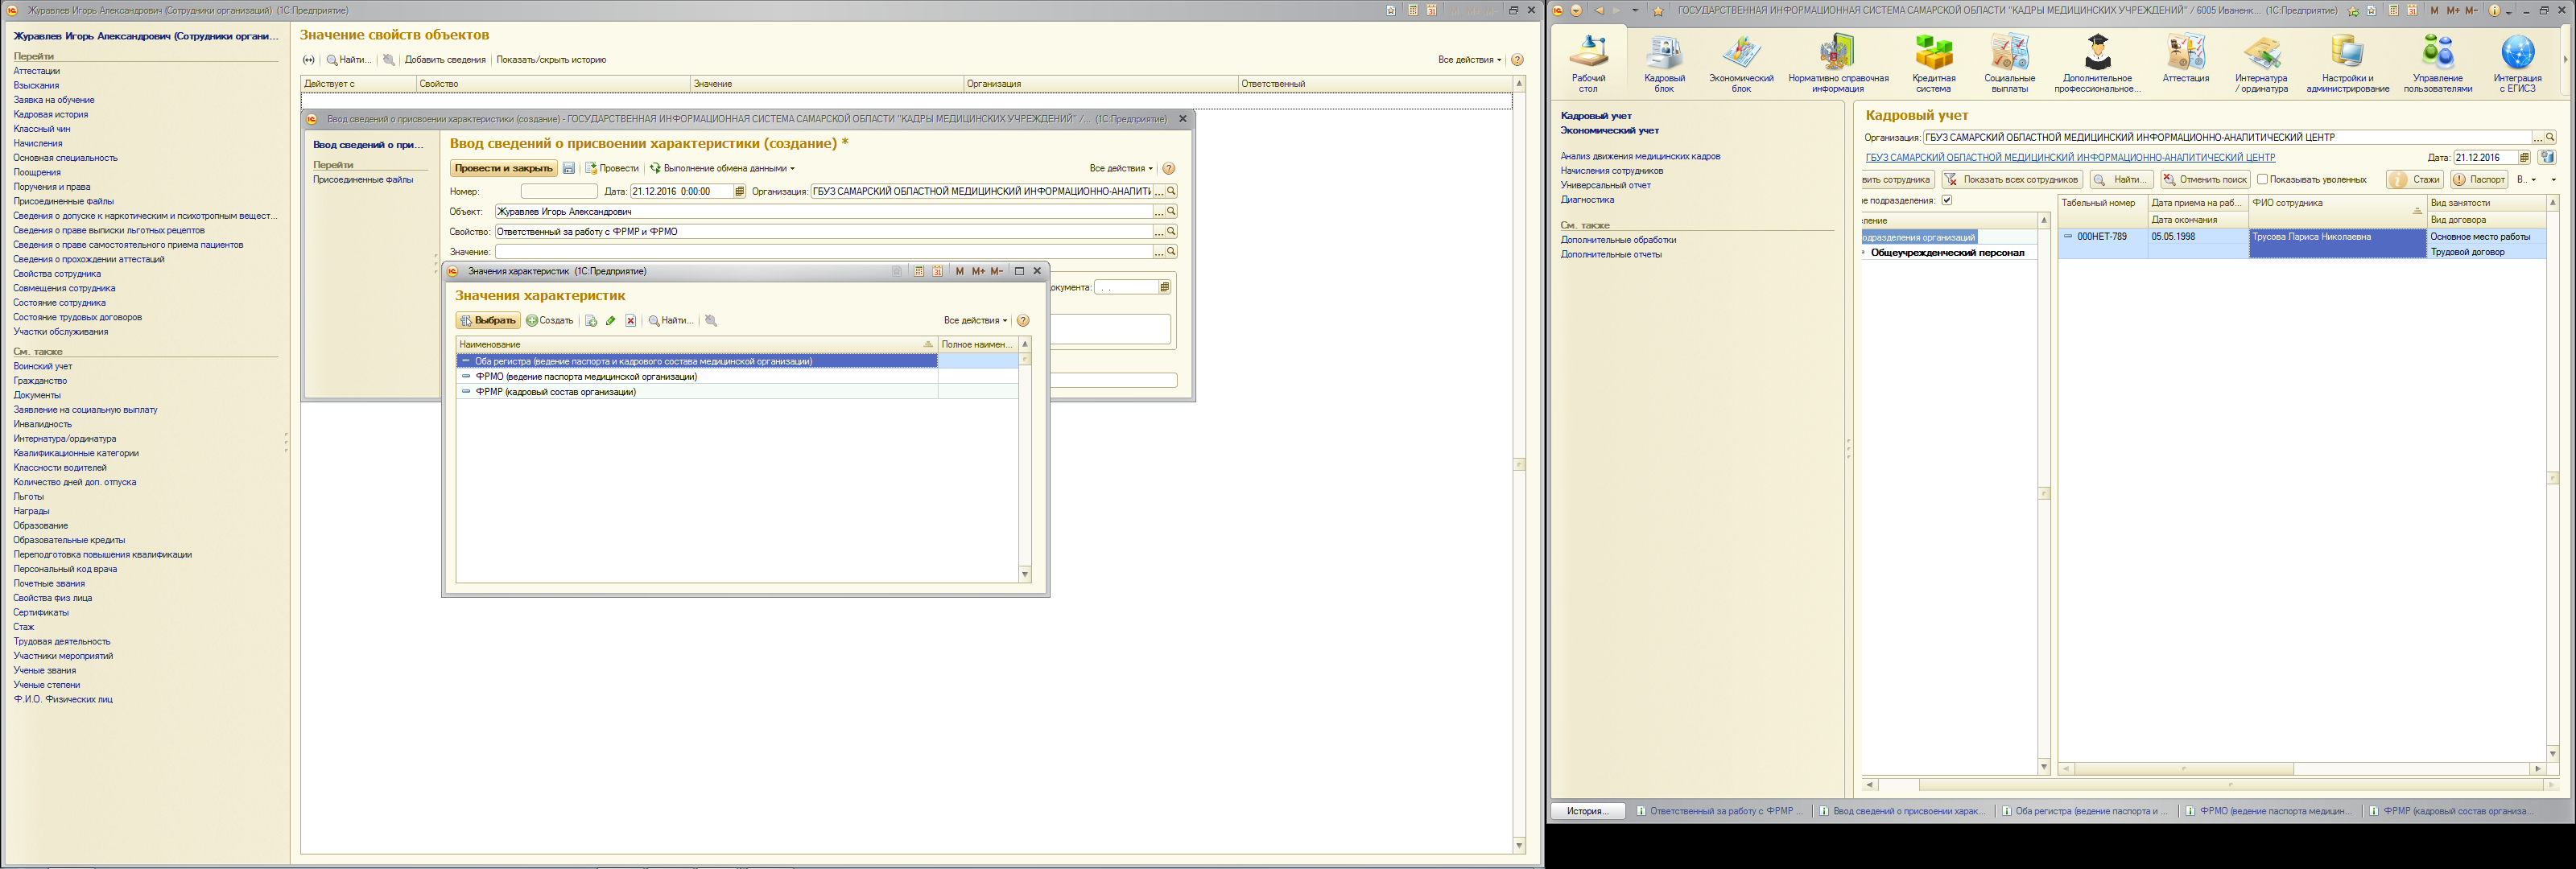 Журавлев Игорь Александрович (Сотрудники организаций) (1С:Предприятие)
Журавлев Игорь Александрович (Сотрудники органи...
Перейти
Аттестации
Взыскания
Заявка на обучение
Кадровая история
Классный чин
Начисления
Основная специальность
Поощрения
Поручения и права
Присоединенные файлы
Сведения о допуске к наркотическим и психотропным вещест...
Сведения о праве выписки льготных рецептов
Сведения о праве самостоятельного приема пациентов
Сведения о прохождении аттестаций
Свойства сотрудника
Совмещения сотрудника
Состояние сотрудника
Состояние трудовых договоров
Участки обслуживания
См. также
Воинский учет
Гражданство
Документы
Заявление на социальную выплату
Инвалидность
Интернатура/ординатура
Квалификационные категории
Классности водителей
Количество дней доп. отпуска
Льготы
Награды
Образование
Образовательные кредиты
Переподготовка повышения квалификации
Персональный код врача
Почетные звания
Свойства физ лица
Сертификаты
Стаж
Трудовая деятельность
Участники мероприятий
Ученые звания
Ученые степени
Ф.И.О. Физических лиц
Значение свойств объектов
Найти... Добавить сведения Показать/скрыть историю Все действия
Действует с Свойство Значение Организация Ответственный
Ввод сведений о присвоении характеристики (создание) - ГОСУДАРСТВЕННАЯ ИНФОРМАЦИОННАЯ СИСТЕМА САМАРСКОЙ ОБЛАСТИ "КАДРЫ МЕДИЦИНСКИХ УЧРЕЖДЕНИЙ" /... (1С:Предприятие)
Ввод сведений о при...
Перейти
Присоединенные файлы
Ввод сведений о присвоении характеристики (создание) *
Провести и закрыть Провести Выполнение обмена данными Все действия
Номер: Дата: 21.12.2016 0:00:00 Организация: ГБУЗ САМАРСКИЙ ОБЛАСТНОЙ МЕДИЦИНСКИЙ ИНФОРМАЦИОННО-АНАЛИТИ
Объект: Журавлев Игорь Александрович
Свойство: Ответственный за работу с ФРМР и ФРМО
Значение:
окумента: . .
Значения характеристик (1С:Предприятие) M M+ M-
Значения характеристик
Выбрать Создать Найти... Все действия
Наименование Полное наимен...
Оба регистра (ведение паспорта и кадрового состава медицинской организации)
ФРМО (ведение паспорта медицинской организации)
ФРМР (кадровый состав организации)
ГОСУДАРСТВЕННАЯ ИНФОРМАЦИОННАЯ СИСТЕМА САМАРСКОЙ ОБЛАСТИ "КАДРЫ МЕДИЦИНСКИХ УЧРЕЖДЕНИЙ" / 6005 Иваненк... (1С:Предприятие) M M+ M-
Рабочий стол
Кадровый блок
Экономический блок
Нормативно справочная информация
Кредитная система
Социальные выплаты
Дополнительное профессиональное...
Аттестация
Интернатура / ординатура
Настройки и администрирование
Управление пользователями
Интеграция с ЕГИСЗ
Кадровый учет
Экономический учет
Анализ движения медицинских кадров
Начисления сотрудников
Универсальный отчет
Диагностика
См. также
Дополнительные обработки
Дополнительные отчеты
Кадровый учет
Организация: ГБУЗ САМАРСКИЙ ОБЛАСТНОЙ МЕДИЦИНСКИЙ ИНФОРМАЦИОННО-АНАЛИТИЧЕСКИЙ ЦЕНТР
ГБУЗ САМАРСКИЙ ОБЛАСТНОЙ МЕДИЦИНСКИЙ ИНФОРМАЦИОННО-АНАЛИТИЧЕСКИЙ ЦЕНТР Дата: 21.12.2016
вить сотрудника Показать всех сотрудников Найти... Отменить поиск Показывать уволенных Стажи Паспорт В..
ые подразделения:
еление
одразделения организаций
Общеучрежденческий персонал
Табельный номер Дата приема на раб... ФИО сотрудника Вид занятости
Дата окончания Вид договора
000НЕТ-789 05.05.1998 Трусова Лариса Николаевна Основное место работы
Трудовой договор
История... Ответственный за работу с ФРМР ... Ввод сведений о присвоении харак... Оба регистра (ведение паспорта и ... ФРМО (ведение паспорта медицин... ФРМР (кадровый состав организа...